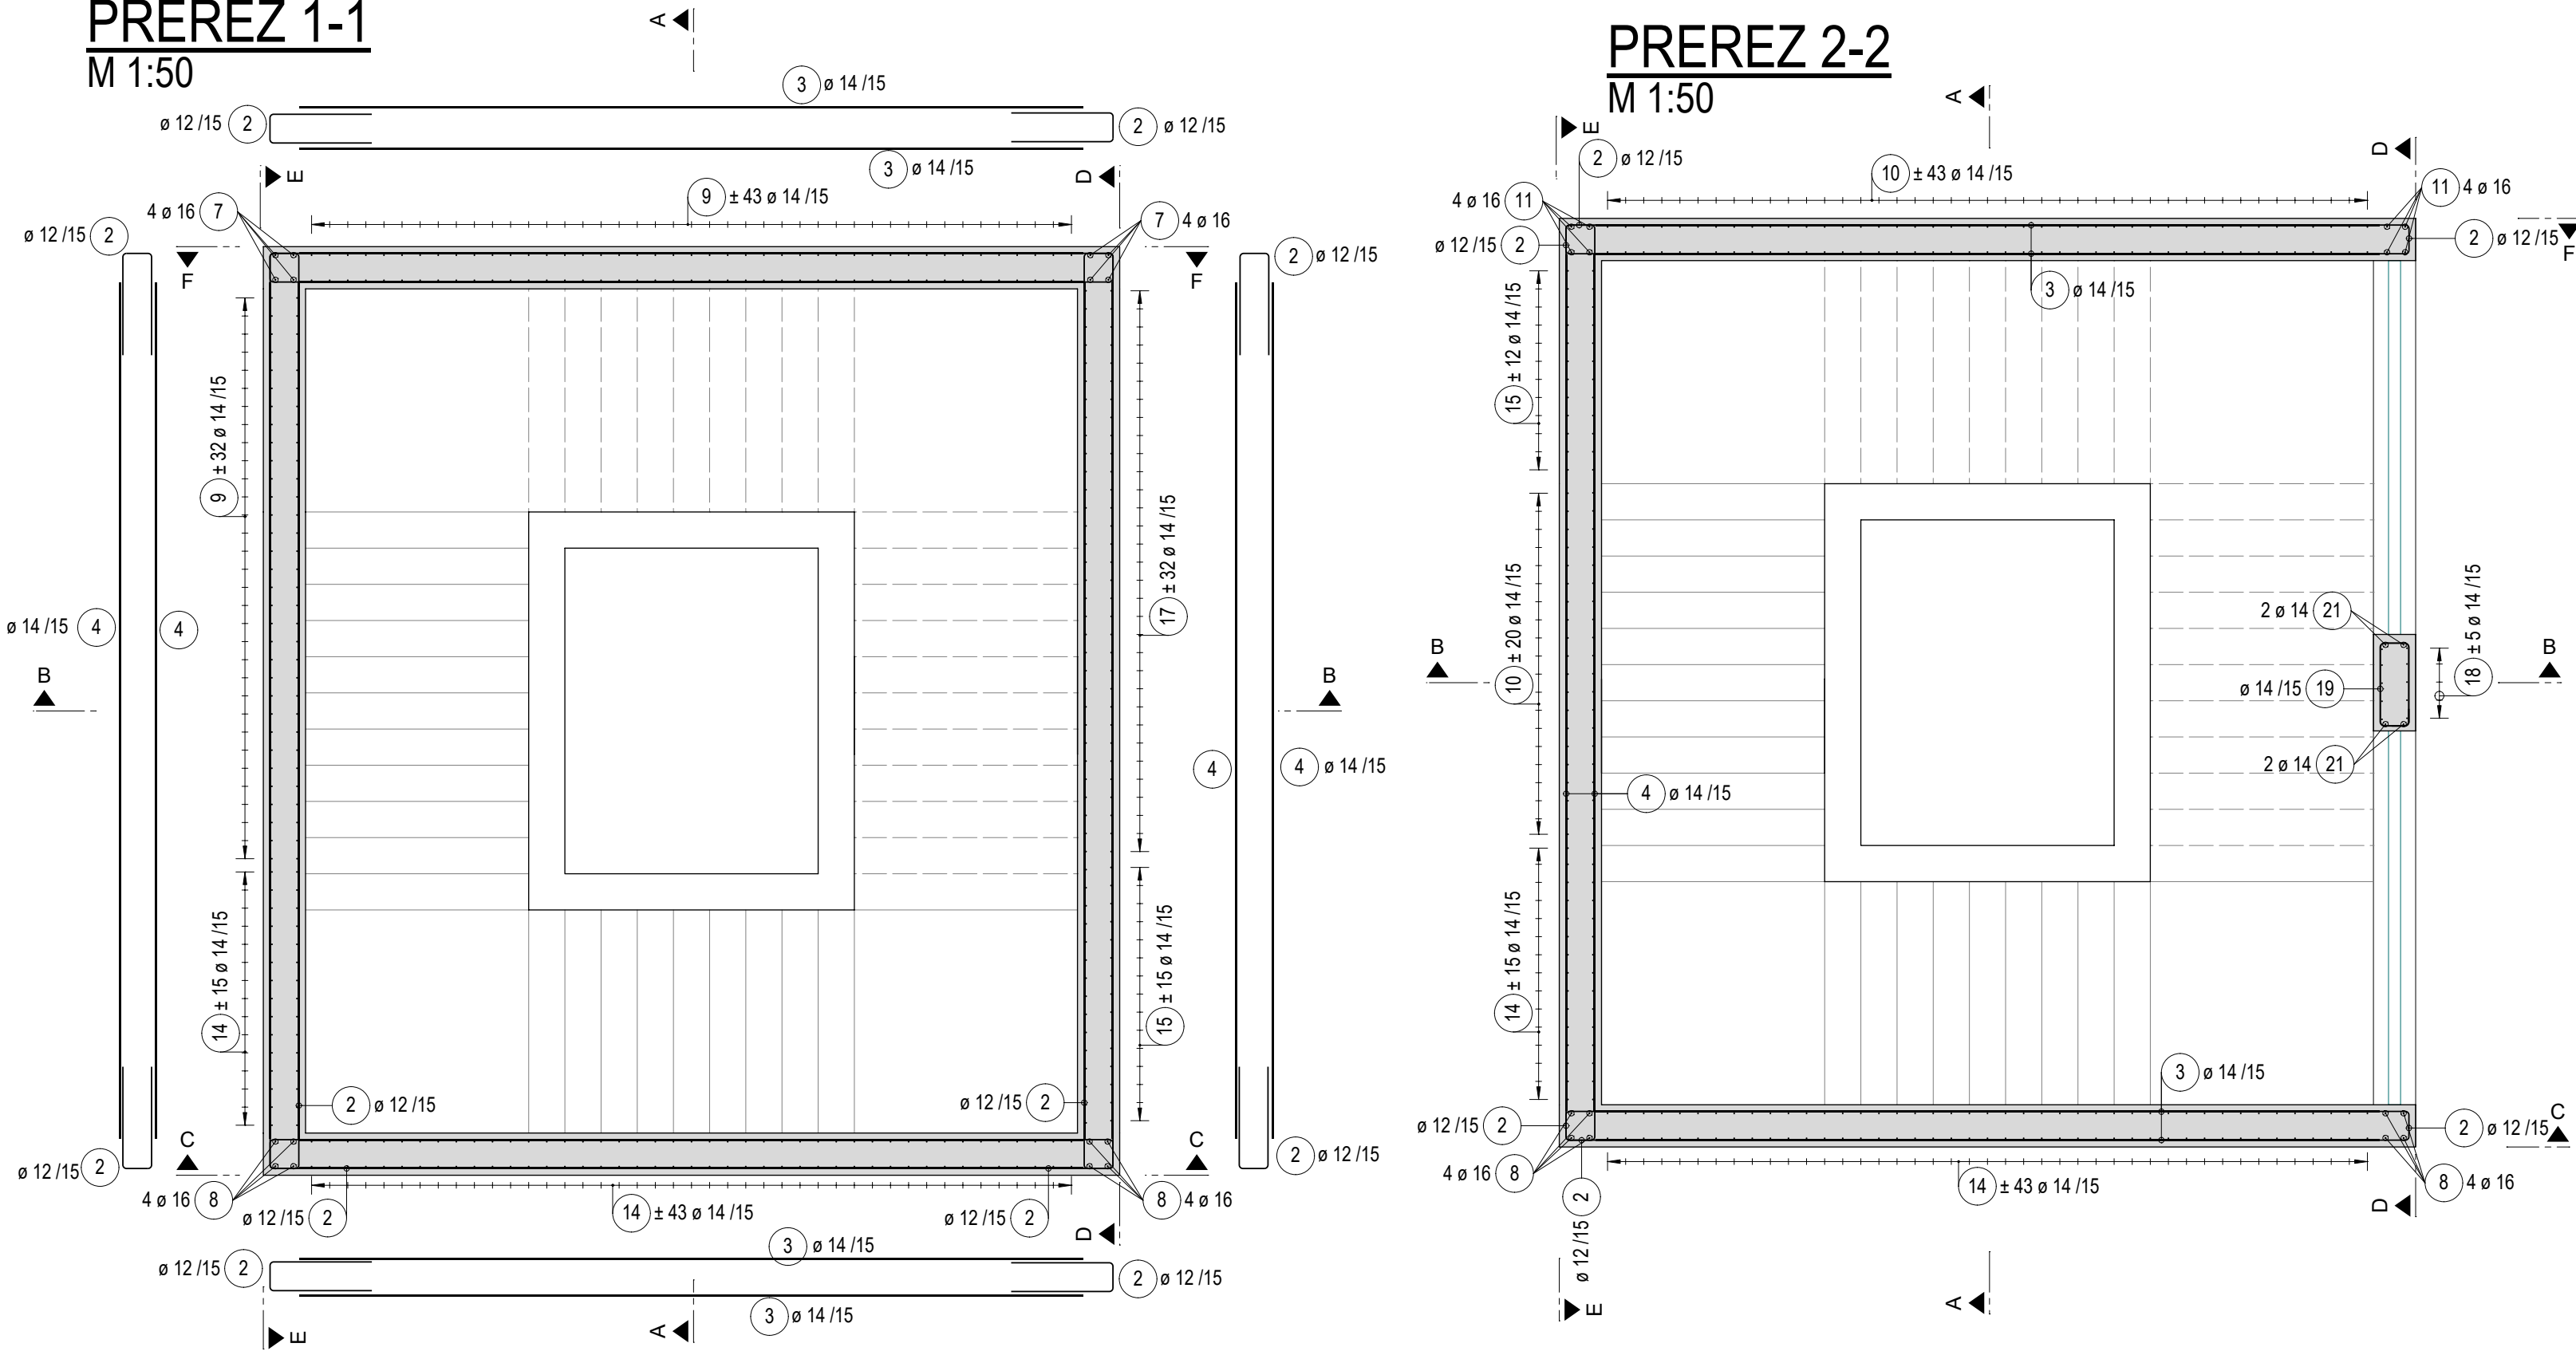 PREREZ 1-1
M 1:50
A
3 ø 14 /15
ø 12 /15 2
2 ø 12 /15
3 ø 14 /15
E
D
9 ± 43 ø 14 /15
4 ø 16 7
7 4 ø 16
ø 12 /15 2
2 ø 12 /15
F
F
9 ± 32 ø 14 /15
17 ± 32 ø 14 /15
ø 14 /15 4
4
B
B
4
4 ø 14 /15
14 ± 15 ø 14 /15
15 ± 15 ø 14 /15
2 ø 12 /15
ø 12 /15 2
C
C
ø 12 /15 2
2 ø 12 /15
4 ø 16 8
8 4 ø 16
ø 12 /15 2
14 ± 43 ø 14 /15
ø 12 /15 2
D
3 ø 14 /15
ø 12 /15 2
2 ø 12 /15
3 ø 14 /15
E
A
PREREZ 2-2
M 1:50
A
E
D
2 ø 12 /15
10 ± 43 ø 14 /15
4 ø 16 11
11 4 ø 16
ø 12 /15 2
2 ø 12 /15
F
3 ø 14 /15
15 ± 12 ø 14 /15
10 ± 20 ø 14 /15
2 ø 14 21
18 ± 5 ø 14 /15
B
B
ø 14 /15 19
2 ø 14 21
4 ø 14 /15
14 ± 15 ø 14 /15
3 ø 14 /15
C
ø 12 /15 2
2 ø 12 /15
4 ø 16 8
8 4 ø 16
2
ø 12 /15
14 ± 43 ø 14 /15
D
E
A